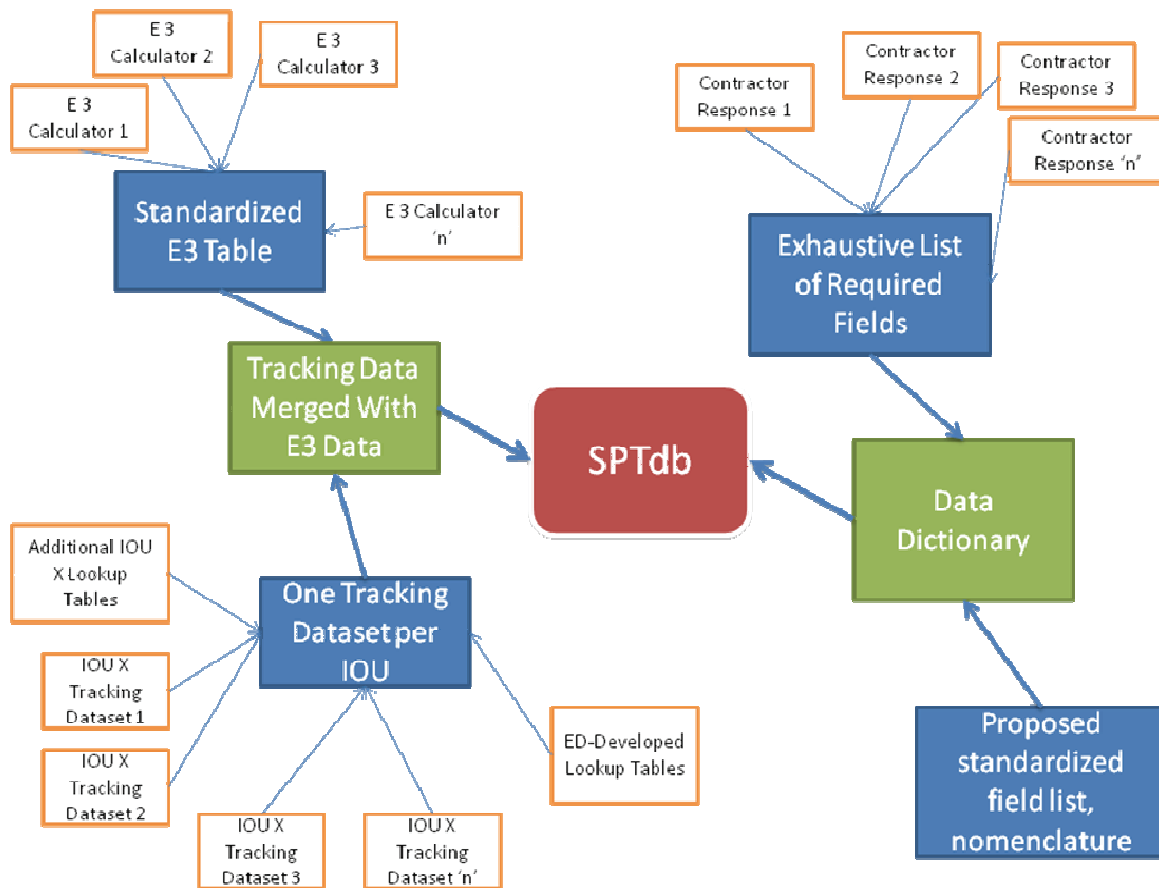 E 3
Calculator 1
E 3
Calculator 2
E 3
Calculator 3
E 3 Calculator
‘n’
Standardized
E3 Table
Contractor
Response 1
Contractor
Response 2
Contractor
Response 3
Contractor
Response ‘n’
Exhaustive List
of Required
Fields
Tracking Data
Merged With
E3 Data
SPTdb
Data
Dictionary
Additional IOU
X Lookup
Tables
IOU X
Tracking
Dataset 1
IOU X
Tracking
Dataset 2
IOU X
Tracking
Dataset 3
IOU X
Tracking
Dataset ‘n’
ED-Developed
Lookup Tables
One Tracking
Dataset per
IOU
Proposed
standardized
field list,
nomenclature